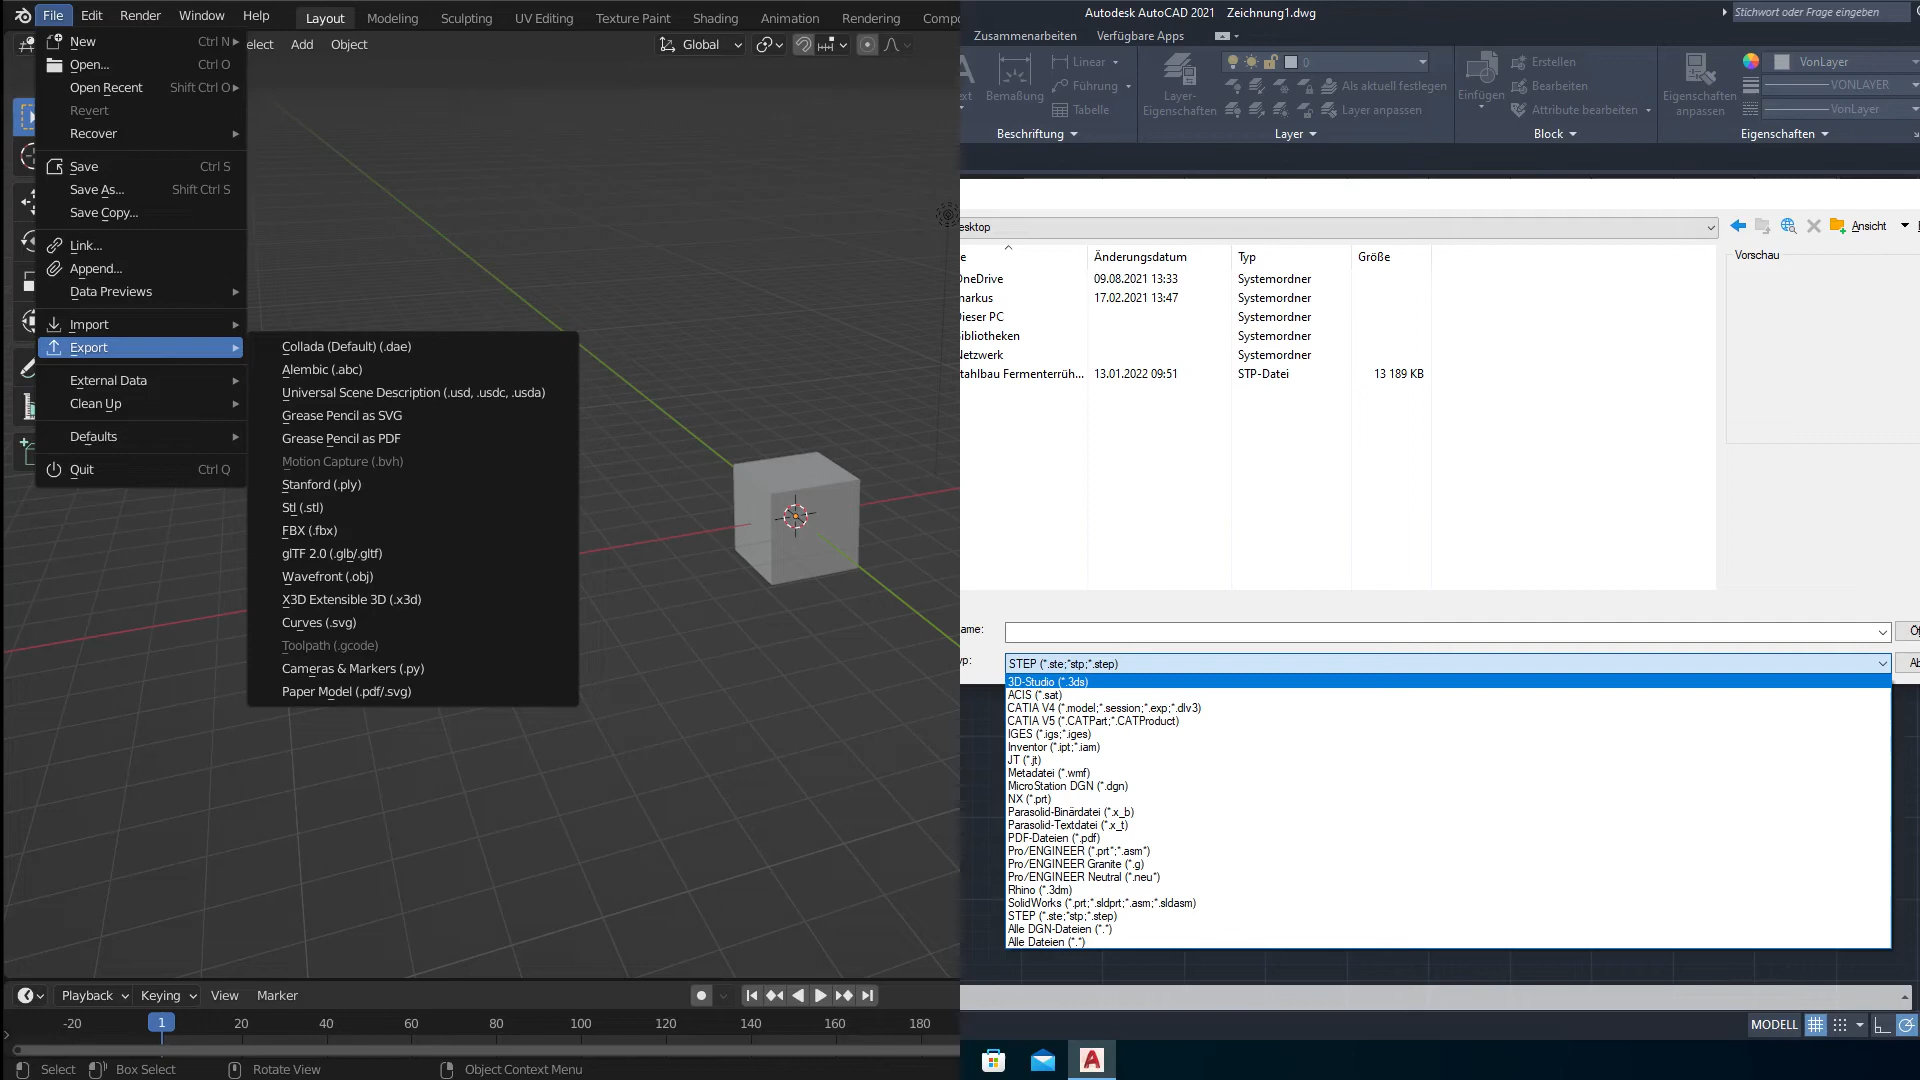 File Edit Render Window Help
Layout Modeling Sculpting UV Editing Texture Paint Shading Animation Rendering Compo
elect Add Object
Global
New Ctrl N
Open... Ctrl O
Open Recent Shift Ctrl O
Revert
Recover
Save Ctrl S
Save As... Shift Ctrl S
Save Copy...
Link...
Append...
Data Previews
Import
Export
External Data
Clean Up
Defaults
Quit Ctrl Q
Collada (Default) (.dae)
Alembic (.abc)
Universal Scene Description (.usd, .usdc, .usda)
Grease Pencil as SVG
Grease Pencil as PDF
Motion Capture (.bvh)
Stanford (.ply)
Stl (.stl)
FBX (.fbx)
glTF 2.0 (.glb/.gltf)
Wavefront (.obj)
X3D Extensible 3D (.x3d)
Curves (.svg)
Toolpath (.gcode)
Cameras & Markers (.py)
Paper Model (.pdf/.svg)
Playback Keying View Marker
-20 1 20 40 60 80 100 120 140 160 180
Select Box Select Rotate View Object Context Menu
Autodesk AutoCAD 2021 Zeichnung1.dwg
Stichwort oder Frage eingeben
Zusammenarbeiten Verfügbare Apps
ext
Bemaßung
Linear
Führung
Tabelle
Beschriftung
Layer-
Eigenschaften
0
Als aktuell festlegen
Layer anpassen
Layer
Einfügen
Erstellen
Bearbeiten
Attribute bearbeiten
Block
Eigenschaften
anpassen
VonLayer
VONLAYER
VonLayer
Eigenschaften
esktop
Ansicht
e Änderungsdatum Typ Größe
OneDrive 09.08.2021 13:33 Systemordner
markus 17.02.2021 13:47 Systemordner
Dieser PC Systemordner
Bibliotheken Systemordner
Netzwerk Systemordner
tahlbau Fermenterrüh... 13.01.2022 09:51 STP-Datei 13 189 KB
Vorschau
ame:
yp: STEP (*.ste;*stp;*.step) Ab
3D-Studio (*.3ds)
ACIS (*.sat)
CATIA V4 (*.model;*.session;*.exp;*.dlv3)
CATIA V5 (*.CATPart;*.CATProduct)
IGES (*.igs;*.iges)
Inventor (*.ipt;*.iam)
JT (*.jt)
Metadatei (*.wmf)
MicroStation DGN (*.dgn)
NX (*.prt)
Parasolid-Binärdatei (*.x_b)
Parasolid-Textdatei (*.x_t)
PDF-Dateien (*.pdf)
Pro/ENGINEER (*.prt*;*.asm*)
Pro/ENGINEER Granite (*.g)
Pro/ENGINEER Neutral (*.neu*)
Rhino (*.3dm)
SolidWorks (*.prt;*.sldprt;*.asm;*.sldasm)
STEP (*.ste;*stp;*.step)
Alle DGN-Dateien (*.*)
Alle Dateien (*.*)
MODELL